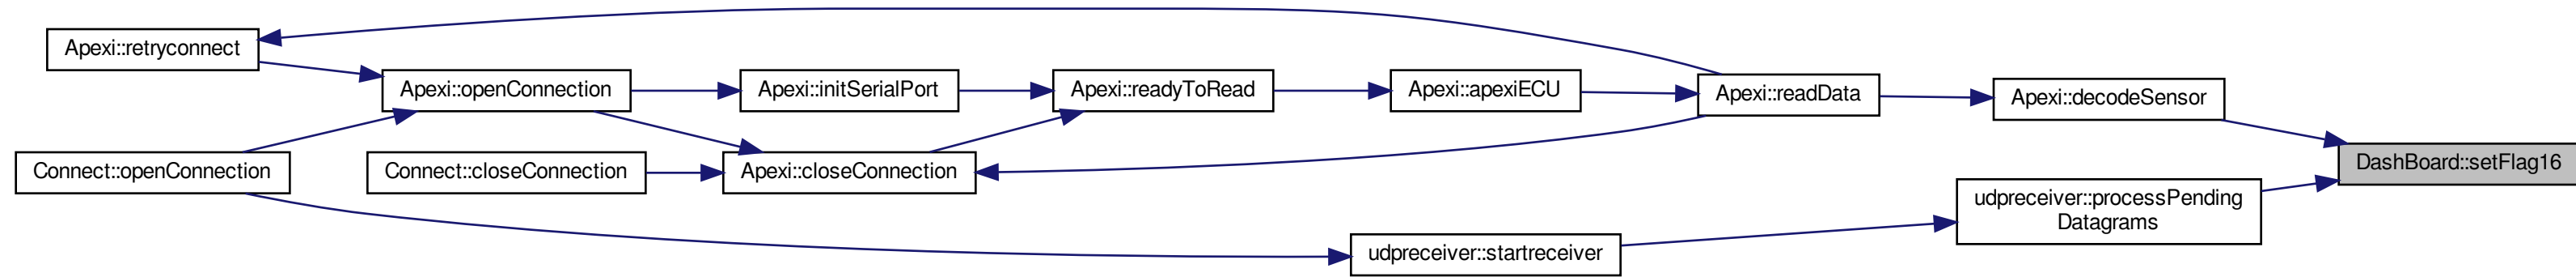 Apexi::retryconnect
Apexi::openConnection
Apexi::initSerialPort
Apexi::readyToRead
Apexi::apexiECU
Apexi::readData
Apexi::decodeSensor
Connect::openConnection
Connect::closeConnection
Apexi::closeConnection
DashBoard::setFlag16
udpreceiver::processPending
Datagrams
udpreceiver::startreceiver